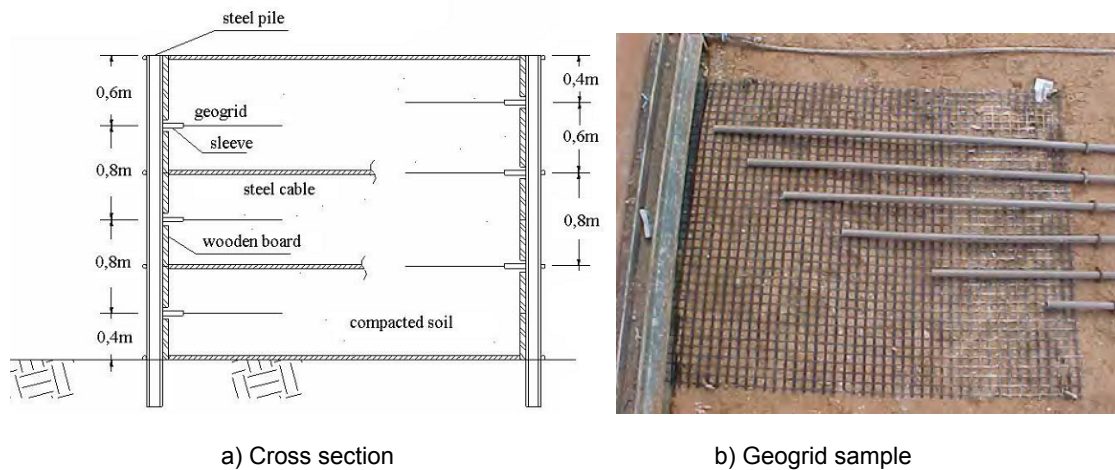 steel pile
0,6m
geogrid
sleeve
0,8m
steel cable
wooden board
0,8m
compacted soil
0,4m
0,4m
0,6m
0,8m
a) Cross section
b) Geogrid sample